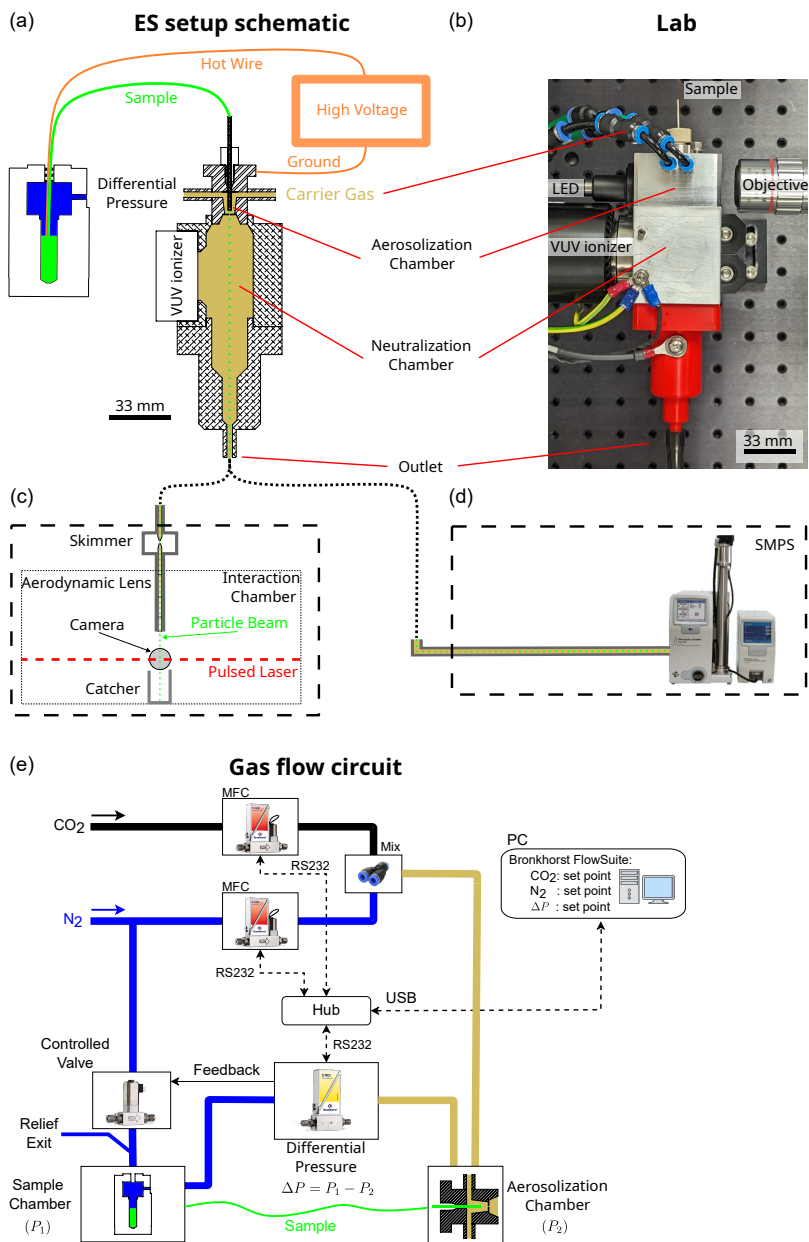 (a)
ES setup schematic
Hot Wire
Sample
High Voltage
Ground
Differential
Pressure
Carrier Gas
VUV ionizer
Aerosolization
Chamber
Neutralization
Chamber
33 mm
Outlet
(b)
Lab
Sample
LED
Objective
VUV ionizer
33 mm
(c)
Skimmer
Aerodynamic Lens
Interaction
Chamber
Particle Beam
Camera
Pulsed Laser
Catcher
(d)
SMPS
(e)
Gas flow circuit
MFC
CO2
Mix
RS232
MFC
N2
RS232
PC
Bronkhorst FlowSuite:
CO2: set point
N2 : set point
ΔP : set point
Hub
USB
RS232
Controlled
Valve
Feedback
Relief
Exit
Differential
Pressure
ΔP = P1 − P2
Sample
Chamber
(P1)
Sample
Aerosolization
Chamber
(P2)